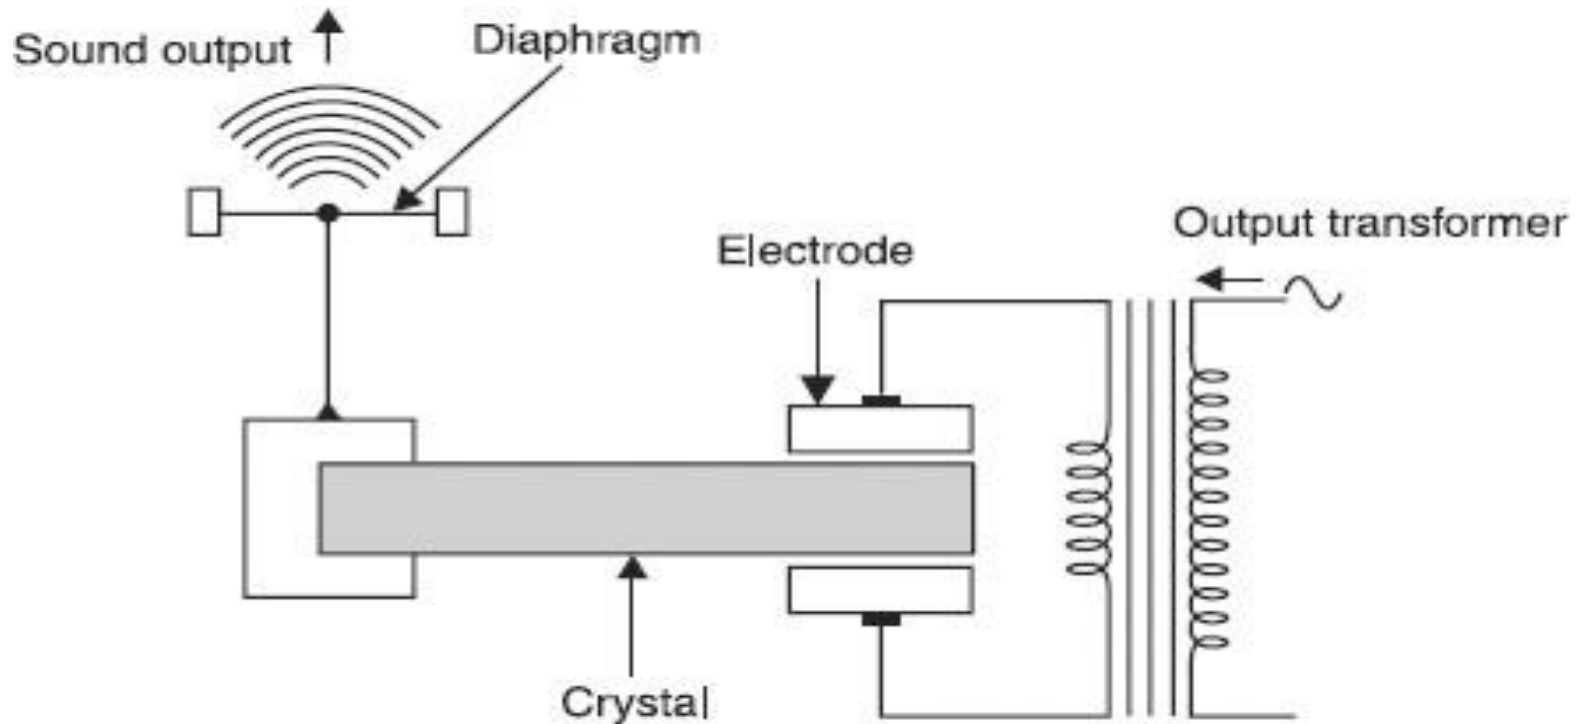 Sound output
Diaphragm
Electrode
Output transformer
Crystal